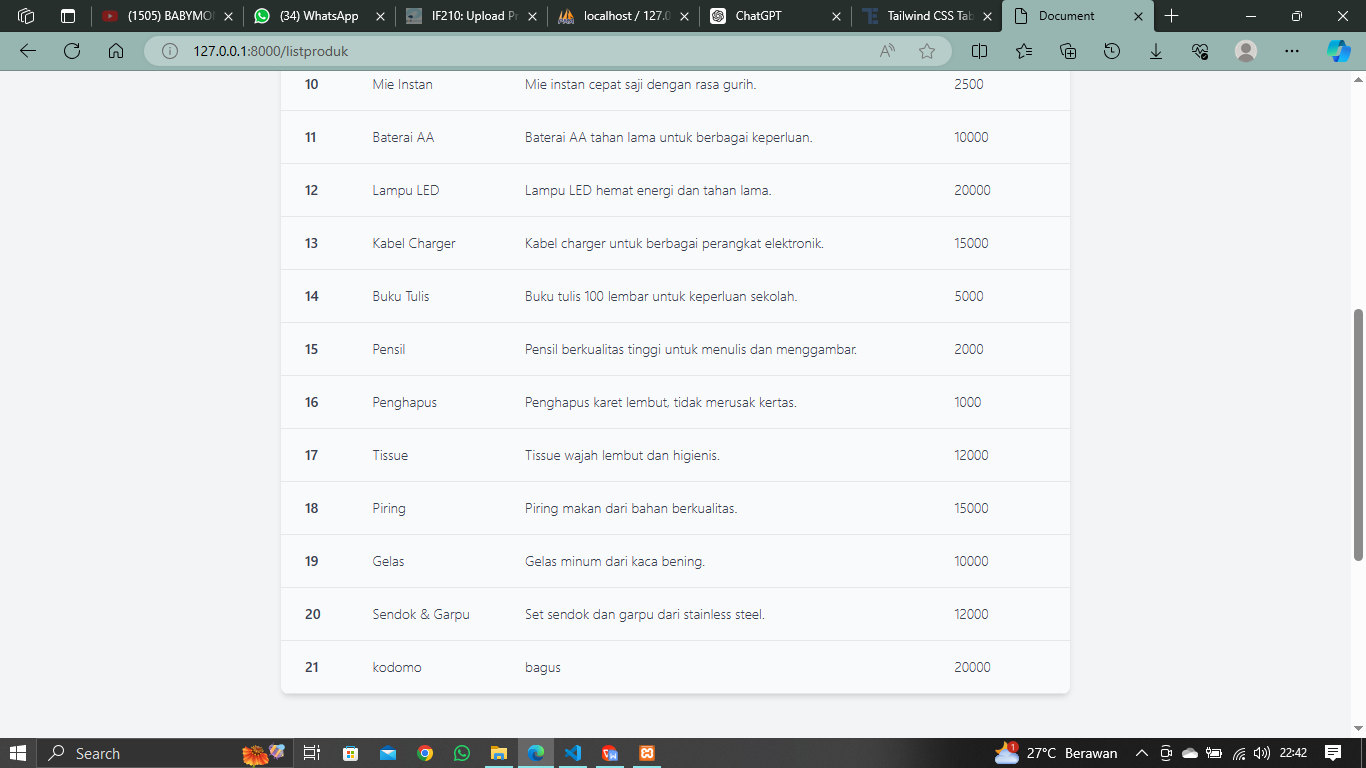 (1505) BABYMO
(34) WhatsApp
IF210: Upload Pr
localhost / 127.0
ChatGPT
Tailwind CSS Tab
Document
127.0.0.1:8000/listproduk
10 Mie Instan Mie instan cepat saji dengan rasa gurih. 2500
11 Baterai AA Baterai AA tahan lama untuk berbagai keperluan. 10000
12 Lampu LED Lampu LED hemat energi dan tahan lama. 20000
13 Kabel Charger Kabel charger untuk berbagai perangkat elektronik. 15000
14 Buku Tulis Buku tulis 100 lembar untuk keperluan sekolah. 5000
15 Pensil Pensil berkualitas tinggi untuk menulis dan menggambar. 2000
16 Penghapus Penghapus karet lembut, tidak merusak kertas. 1000
17 Tissue Tissue wajah lembut dan higienis. 12000
18 Piring Piring makan dari bahan berkualitas. 15000
19 Gelas Gelas minum dari kaca bening. 10000
20 Sendok & Garpu Set sendok dan garpu dari stainless steel. 12000
21 kodomo bagus 20000
Search
1
27°C Berawan
22:42